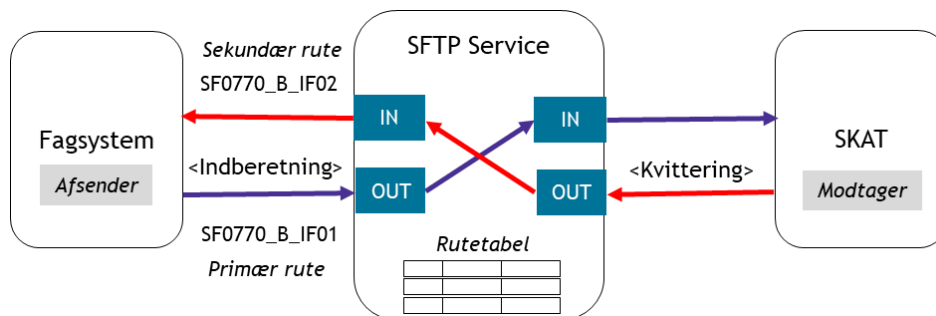 Sekundær rute
SF0770_B_IF02
Fagsystem
Afsender
<Indberetning>
SF0770_B_IF01
Primær rute
SFTP Service
IN
IN
OUT
OUT
Rutetabel
<Kvittering>
SKAT
Modtager